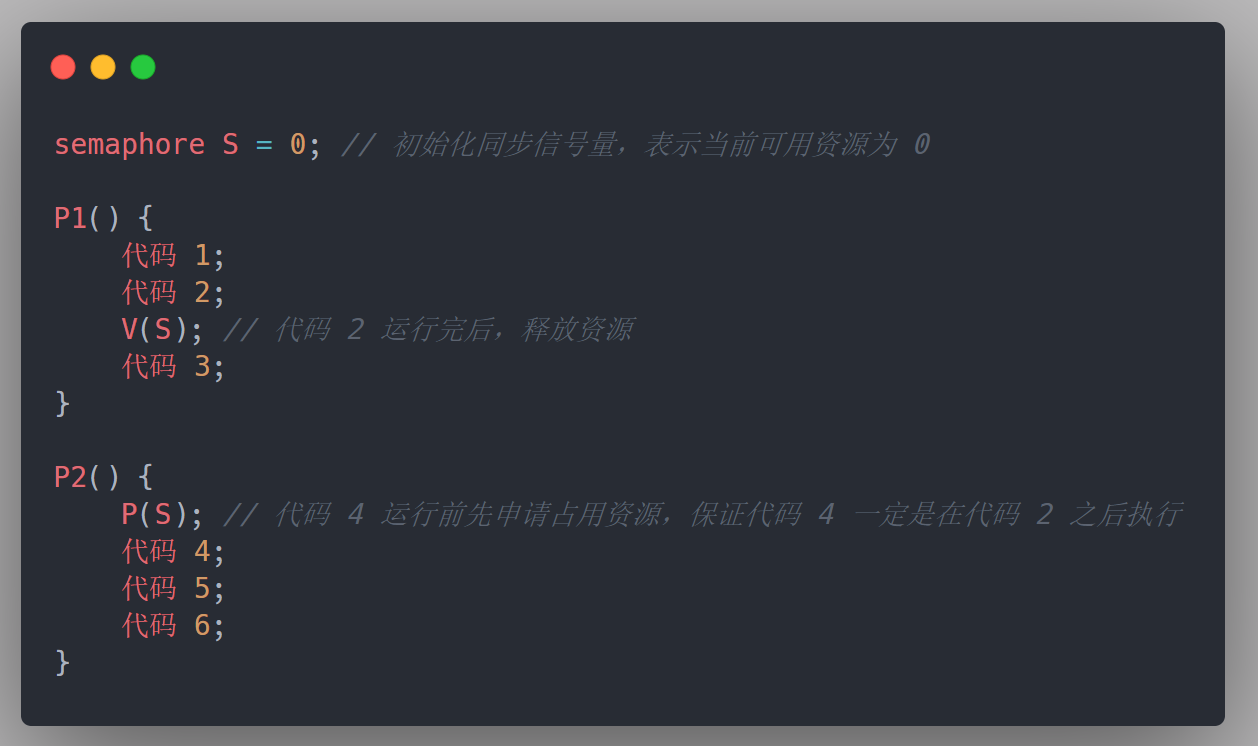 semaphore S = 0; // 初始化同步信号量，表示当前可用资源为 0
P1() {
代码 1;
代码 2;
V(S); // 代码 2 运行完后，释放资源
代码 3;
}
P2() {
P(S); // 代码 4 运行前先申请占用资源，保证代码 4 一定是在代码 2 之后执行
代码 4;
代码 5;
代码 6;
}